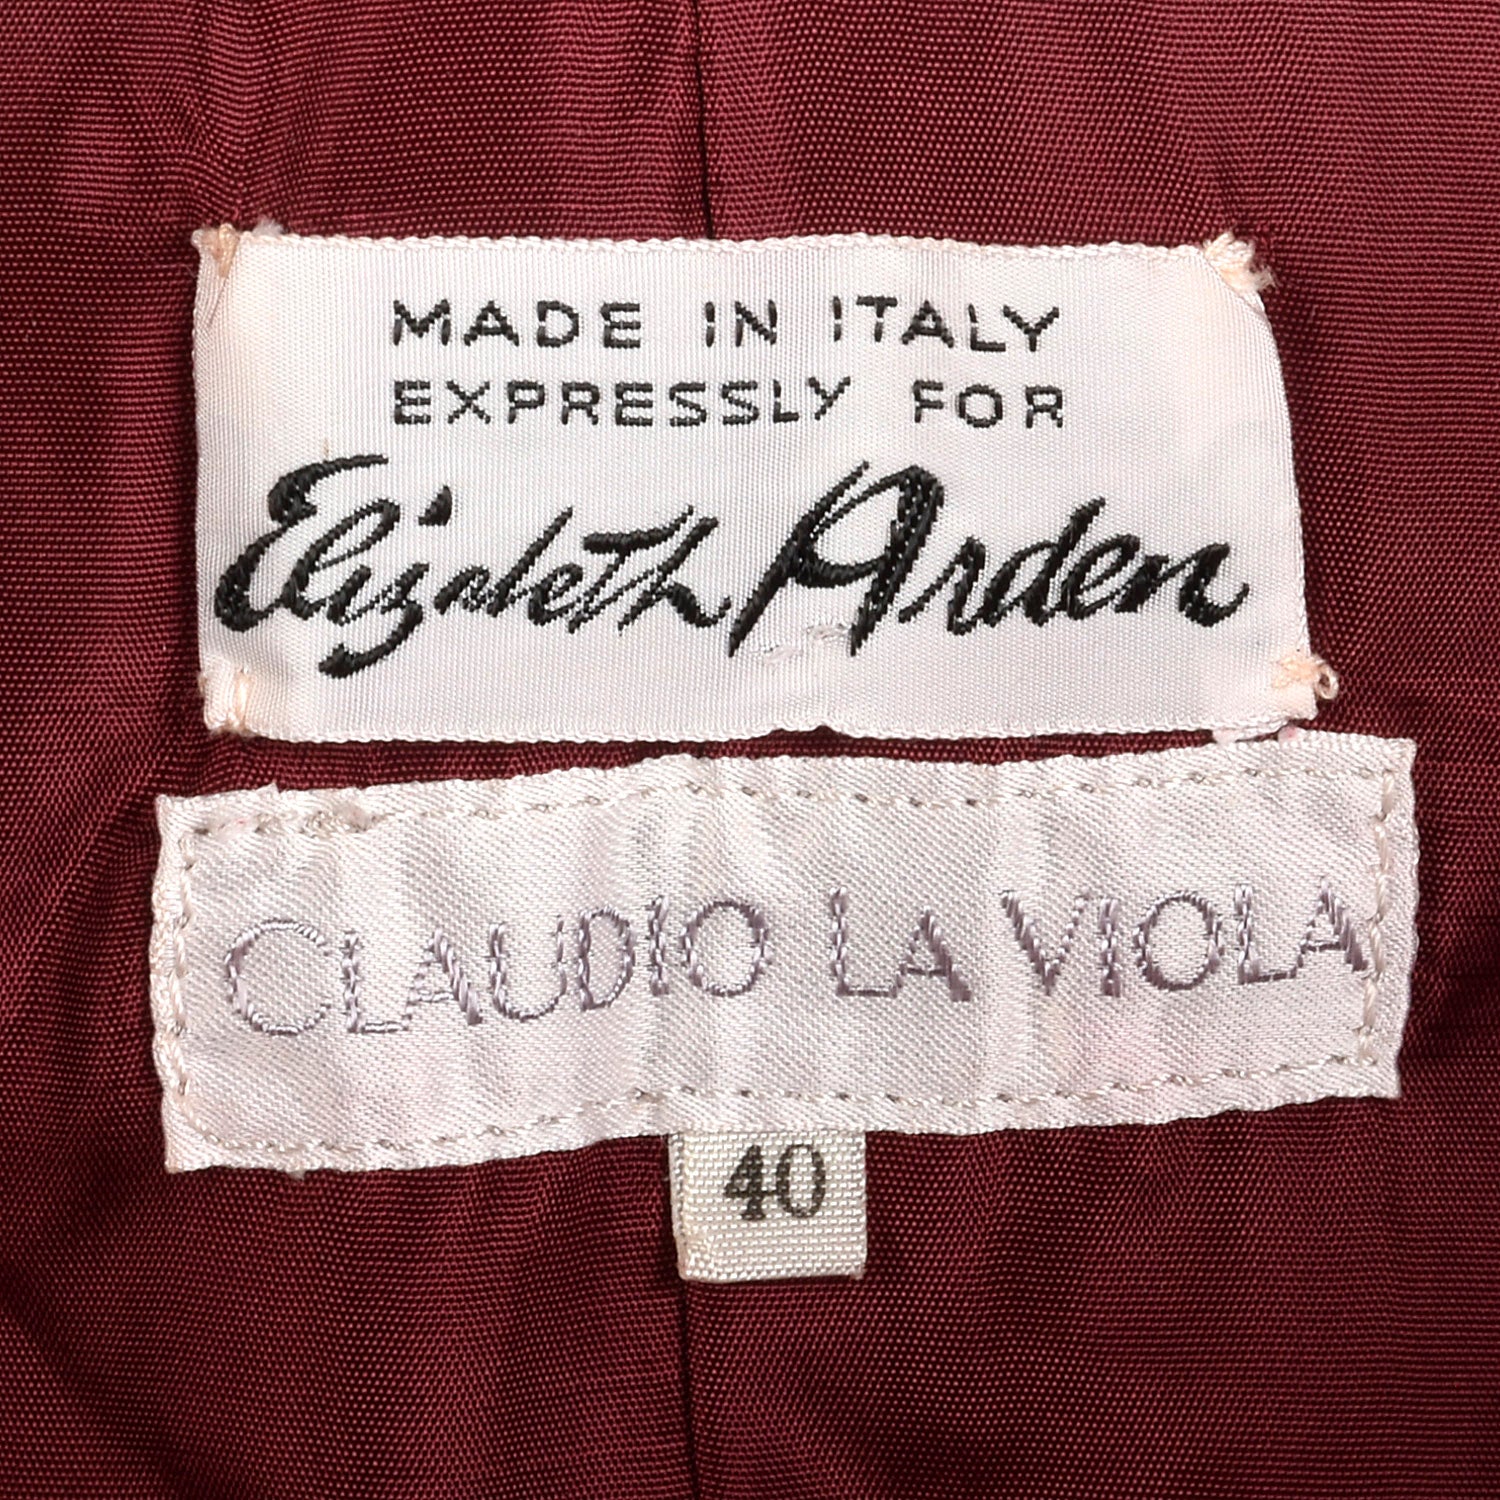 MADE IN ITALY
EXPRESSLY FOR
Elizabeth Arden
CLAUDIO LA VIOLA
40